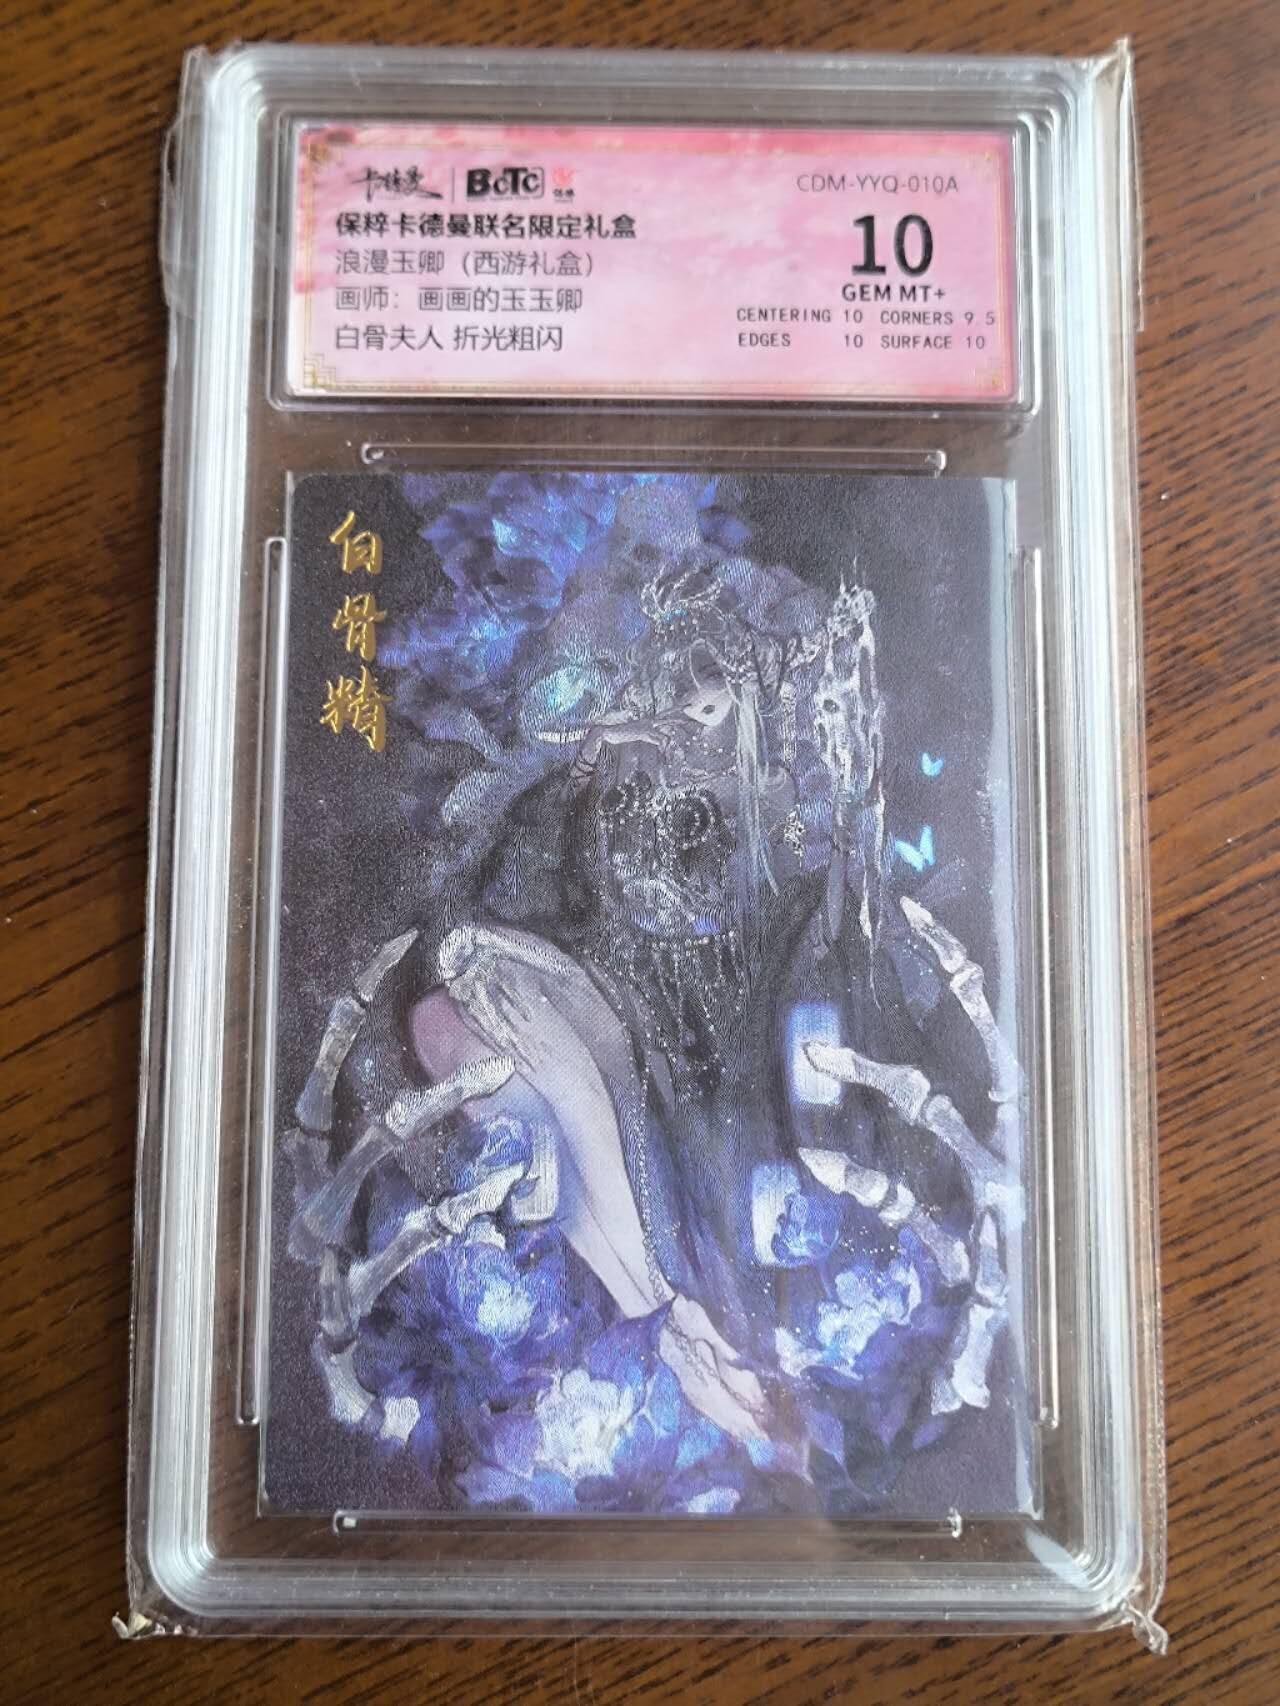 卡德曼 BCTC 保粹
CDM-YYQ-010A
保粹卡德曼联名限定礼盒
浪漫玉卿（西游礼盒）
画师：画画的玉玉卿
白骨夫人 折光粗闪
10
GEM MT+
CENTERING 10 CORNERS 9.5
EDGES 10 SURFACE 10
白骨精